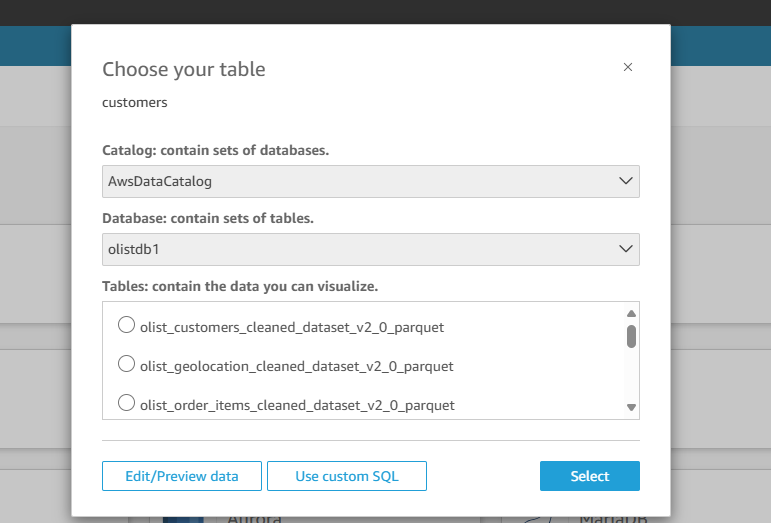 Choose your table
customers
Catalog: contain sets of databases.
AwsDataCatalog
Database: contain sets of tables.
olistdb1
Tables: contain the data you can visualize.
olist_customers_cleaned_dataset_v2_0_parquet
olist_geolocation_cleaned_dataset_v2_0_parquet
olist_order_items_cleaned_dataset_v2_0_parquet
Edit/Preview data
Use custom SQL
Select
Aurora
MariaDB